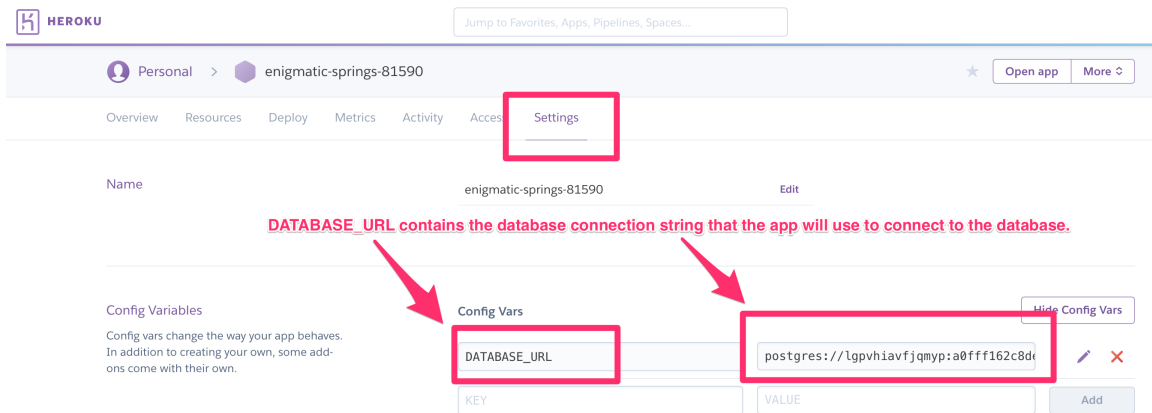 HEROKU
Jump to Favorites, Apps, Pipelines, Spaces...
Personal > enigmatic-springs-81590
Open app More
Overview Resources Deploy Metrics Activity Access Settings
Name enigmatic-springs-81590 Edit
DATABASE_URL contains the database connection string that the app will use to connect to the database.
Config Variables Config Vars Hide Config Vars
Config vars change the way your app behaves.
In addition to creating your own, some add-
ons come with their own.
DATABASE_URL postgres://lgpvhiavfjqmyp:a0fff162c8de
KEY VALUE Add